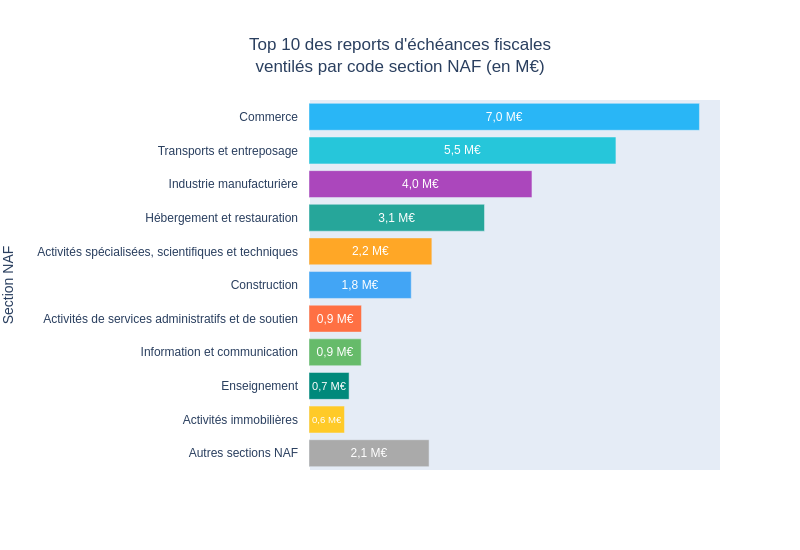 Top 10 des reports d'échéances fiscales
ventilés par code section NAF (en M€)
Section NAF
Commerce 7,0 M€
Transports et entreposage 5,5 M€
Industrie manufacturière 4,0 M€
Hébergement et restauration 3,1 M€
Activités spécialisées, scientifiques et techniques 2,2 M€
Construction 1,8 M€
Activités de services administratifs et de soutien 0,9 M€
Information et communication 0,9 M€
Enseignement 0,7 M€
Activités immobilières 0,6 M€
Autres sections NAF 2,1 M€